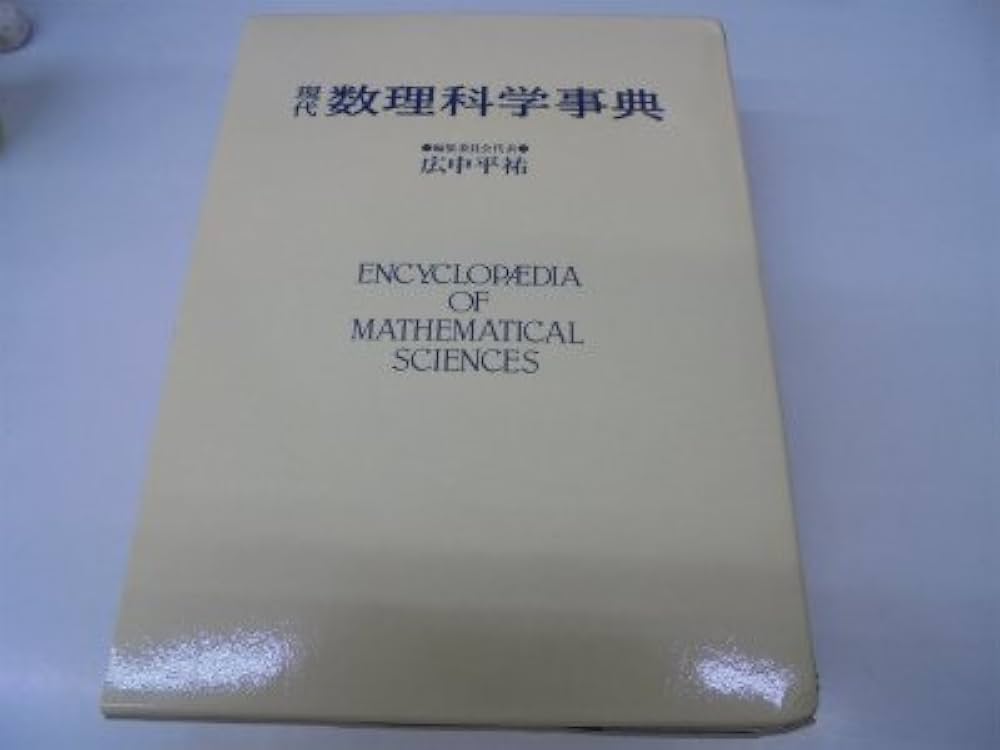 現代 数理科学事典
●編集委員会代表●
広中平祐
ENCYCLOPÆDIA
OF
MATHEMATICAL
SCIENCES